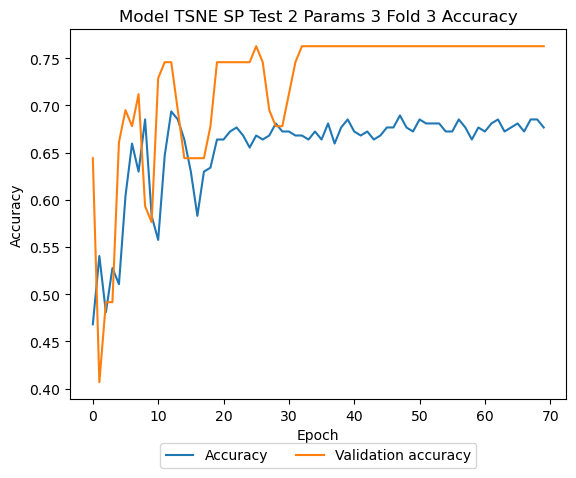 Model TSNE SP Test 2 Params 3 Fold 3 Accuracy
0.75
0.70
0.65
0.60
0.55
0.50
0.45
0.40
Accuracy
0 10 20 30 40 50 60 70
Epoch
Accuracy Validation accuracy